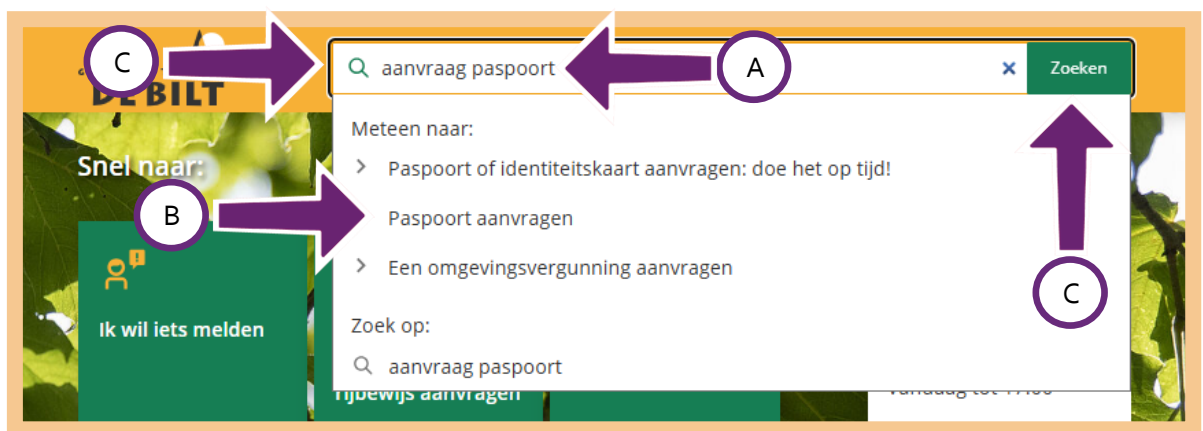 C
DE BILT
aanvraag paspoort
A
Zoeken
Meteen naar:
Snel naar:
Paspoort of identiteitskaart aanvragen: doe het op tijd!
B
Paspoort aanvragen
Een omgevingsvergunning aanvragen
C
Ik wil iets melden
Zoek op:
aanvraag paspoort
rijbewijs aanvragen